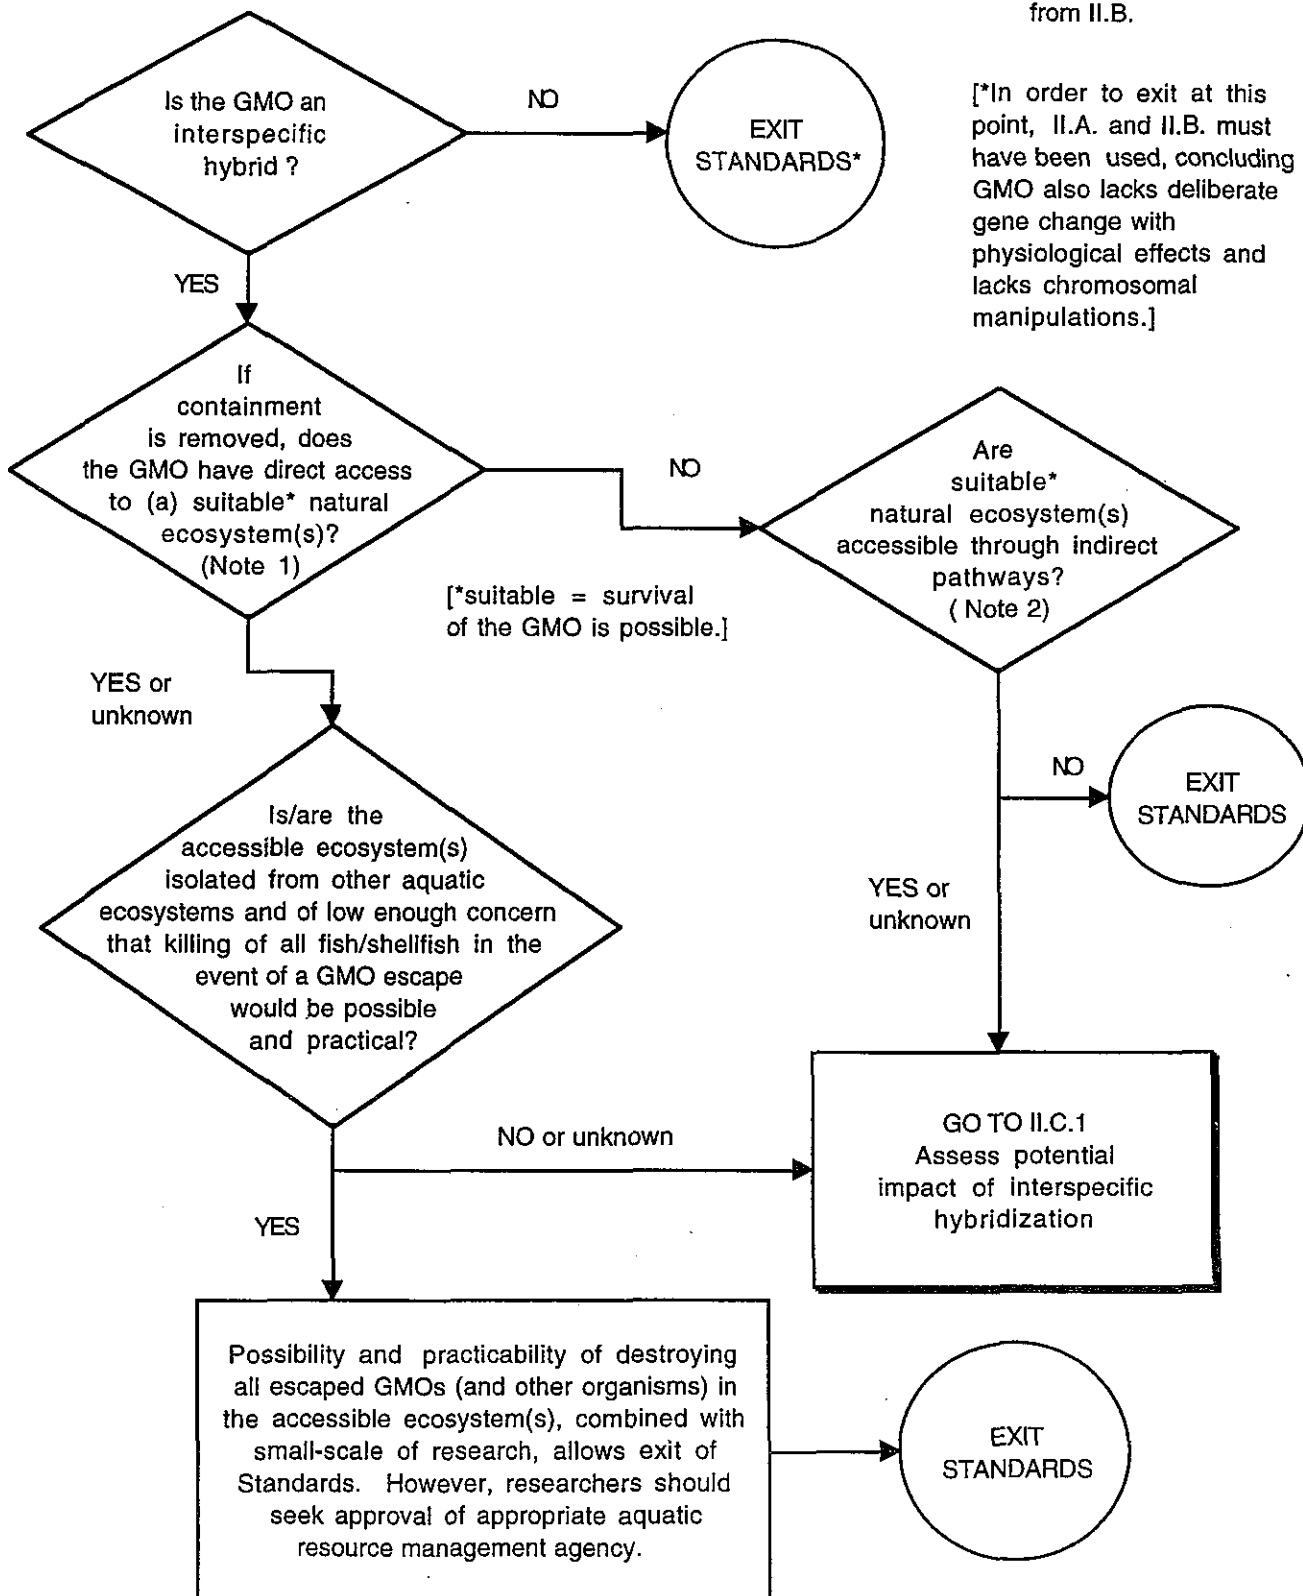 from II.B.
Is the GMO an
interspecific
hybrid ?
NO
EXIT
STANDARDS*
[*In order to exit at this
point, II.A. and II.B. must
have been used, concluding
GMO also lacks deliberate
gene change with
physiological effects and
lacks chromosomal
manipulations.]
YES
If
containment
is removed, does
the GMO have direct access
to (a) suitable* natural
ecosystem(s)?
(Note 1)
NO
Are
suitable*
natural ecosystem(s)
accessible through indirect
pathways?
( Note 2)
[*suitable = survival
of the GMO is possible.]
YES or
unknown
NO
EXIT
STANDARDS
Is/are the
accessible ecosystem(s)
isolated from other aquatic
ecosystems and of low enough concern
that killing of all fish/shellfish in the
event of a GMO escape
would be possible
and practical?
YES or
unknown
NO or unknown
GO TO II.C.1
Assess potential
impact of interspecific
hybridization
YES
Possibility and practicability of destroying
all escaped GMOs (and other organisms) in
the accessible ecosystem(s), combined with
small-scale of research, allows exit of
Standards. However, researchers should
seek approval of appropriate aquatic
resource management agency.
EXIT
STANDARDS